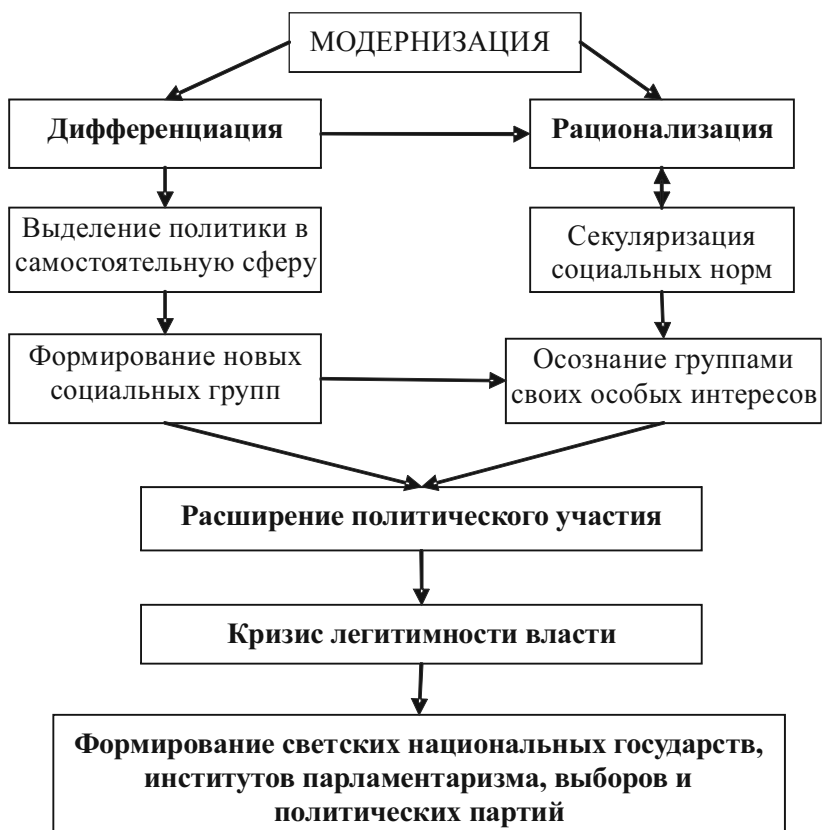 МОДЕРНИЗАЦИЯ
Дифференциация
Рационализация
Выделение политики в
самостоятельную сферу
Секуляризация
социальных норм
Формирование новых
социальных групп
Осознание группами
своих особых интересов
Расширение политического участия
Кризис легитимности власти
Формирование светских национальных государств,
институтов парламентаризма, выборов и
политических партий